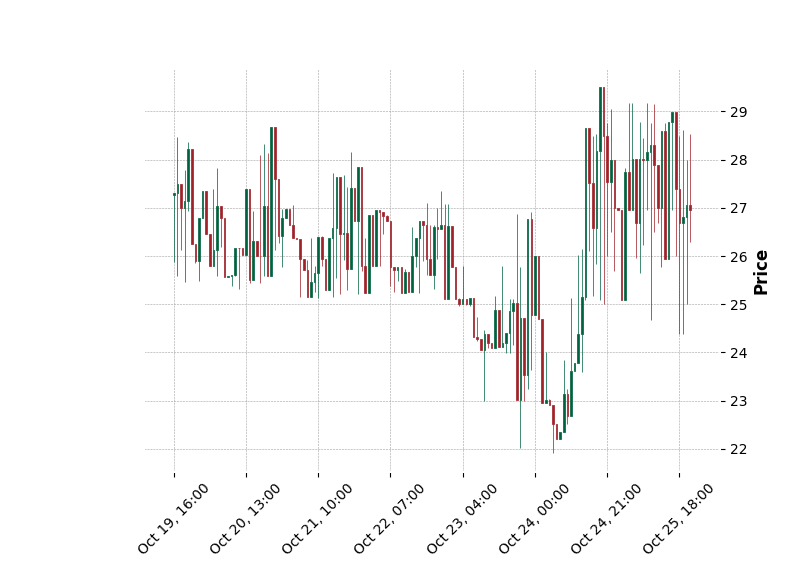 29
28
27
26
25
24
23
22
Price
Oct 19, 16:00
Oct 20, 13:00
Oct 21, 10:00
Oct 22, 07:00
Oct 23, 04:00
Oct 24, 00:00
Oct 24, 21:00
Oct 25, 18:00